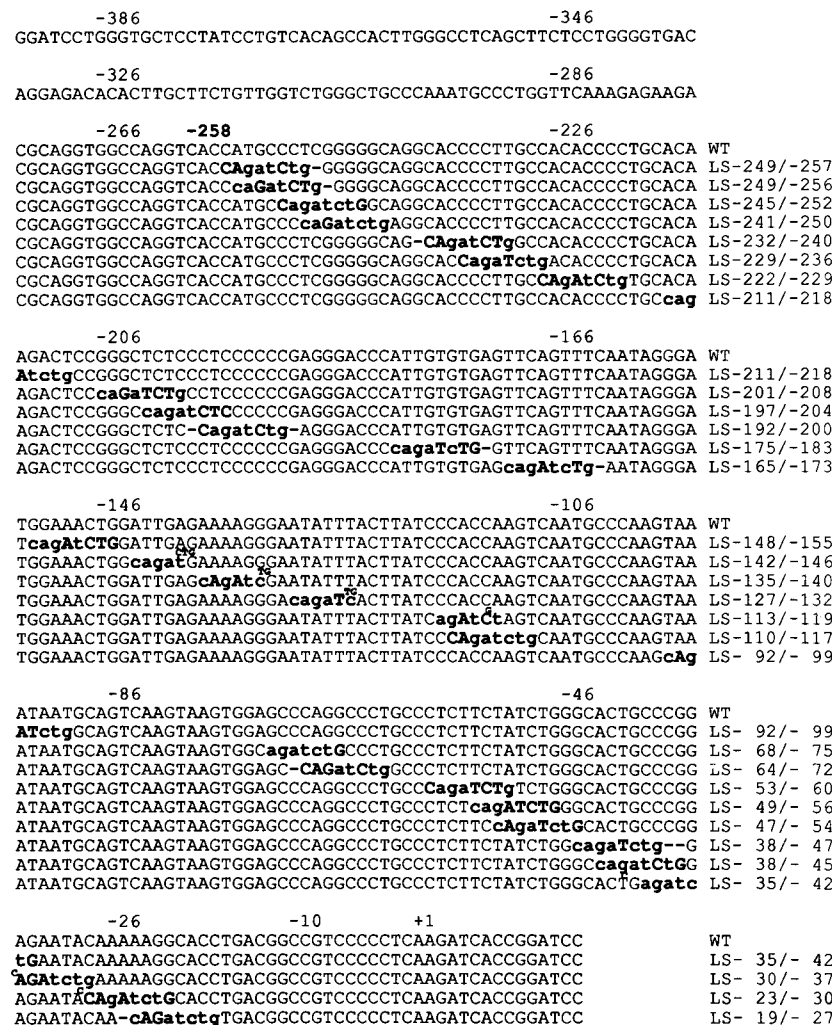 -386 -346
GGATCCTGGGTGCTCCTATCCTGTCACAGCCACTTGGGCCTCAGCTTCTCCTGGGGTGAC
-326 -286
AGGAGACACACTTGCTTCTGTTGGTCTGGGCTGCCCAAATGCCCTGGTTCAAAGAGAAGA
-266 -258 -226
CGCAGGTGGCCAGGTCACCATGCCCTCGGGGGCAGGCACCCCTTGCCACACCCCTGCACA WT
CGCAGGTGGCCAGGTCACCAgatCtg-GGGGGCAGGCACCCCTTGCCACACCCCTGCACA LS-249/-257
CGCAGGTGGCCAGGTCACCcaGatCTg-GGGGCAGGCACCCCTTGCCACACCCCTGCACA LS-249/-256
CGCAGGTGGCCAGGTCACCATGCCagatctGGCAGGCACCCCTTGCCACACCCCTGCACA LS-245/-252
CGCAGGTGGCCAGGTCACCATGCCCcaGatctgAGGCACCCCTTGCCACACCCCTGCACA LS-241/-250
CGCAGGTGGCCAGGTCACCATGCCCTCGGGGGCAG-CAgatCTgGCCACACCCCTGCACA LS-232/-240
CGCAGGTGGCCAGGTCACCATGCCCTCGGGGGCAGGCACCagaTctgACACCCCTGCACA LS-229/-236
CGCAGGTGGCCAGGTCACCATGCCCTCGGGGGCAGGCACCCCTTGCCAgAtCtgTGCACA LS-222/-229
CGCAGGTGGCCAGGTCACCATGCCCTCGGGGGCAGGCACCCCTTGCCACACCCCTGCcag LS-211/-218
-206 -166
AGACTCCGGGCTCTCCCTCCCCCCGAGGGACCCATTGTGTGAGTTCAGTTTCAATAGGGA WT
AtctgCCGGGCTCTCCCTCCCCCCGAGGGACCCATTGTGTGAGTTCAGTTTCAATAGGGA LS-211/-218
AGACTCCcaGaTCTgCCTCCCCCCGAGGGACCCATTGTGTGAGTTCAGTTTCAATAGGGA LS-201/-208
AGACTCCGGGCcagatCTCCCCCCGAGGGACCCATTGTGTGAGTTCAGTTTCAATAGGGA LS-197/-204
AGACTCCGGGCTCTC-CagatCtg-AGGGACCCATTGTGTGAGTTCAGTTTCAATAGGGA LS-192/-200
AGACTCCGGGCTCTCCCTCCCCCCGAGGGACCCcagaTcTG-GTTCAGTTTCAATAGGGA LS-175/-183
AGACTCCGGGCTCTCCCTCCCCCCGAGGGACCCATTGTGTGAGcagAtcTg-AATAGGGA LS-165/-173
-146 -106
TGGAAACTGGATTGAGAAAAGGGAATATTTACTTATCCCACCAAGTCAATGCCCAAGTAA WT
TcagAtCTGGATTGAGAAAAGGGAATATTTACTTATCCCACCAAGTCAATGCCCAAGTAA LS-148/-155
CTG
TGGAAACTGGcagatGAAAAGGGAATATTTACTTATCCCACCAAGTCAATGCCCAAGTAA LS-142/-146
TG
TGGAAACTGGATTGAGcAgAtcGAATATTTACTTATCCCACCAAGTCAATGCCCAAGTAA LS-135/-140
TG
TGGAAACTGGATTGAGAAAAGGGAcagaTcACTTATCCCACCAAGTCAATGCCCAAGTAA LS-127/-132
G
TGGAAACTGGATTGAGAAAAGGGAATATTTACTTATCagAtCtAGTCAATGCCCAAGTAA LS-113/-119
TGGAAACTGGATTGAGAAAAGGGAATATTTACTTATCCCAgatctgCAATGCCCAAGTAA LS-110/-117
TGGAAACTGGATTGAGAAAAGGGAATATTTACTTATCCCACCAAGTCAATGCCCAAGcAg LS- 92/- 99
-86 -46
ATAATGCAGTCAAGTAAGTGGAGCCCAGGCCCTGCCCTCTTCTATCTGGGCACTGCCCGG WT
ATctgGCAGTCAAGTAAGTGGAGCCCAGGCCCTGCCCTCTTCTATCTGGGCACTGCCCGG LS- 92/- 99
ATAATGCAGTCAAGTAAGTGGCagatctGCCCTGCCCTCTTCTATCTGGGCACTGCCCGG LS- 68/- 75
ATAATGCAGTCAAGTAAGTGGAGC-CAGatCtgGCCCTGCCCTCTTCTATCTGGGCACTGCCCGG LS- 64/- 72
ATAATGCAGTCAAGTAAGTGGAGCCCAGGCCCTGCCCagaTCTgTCTGGGCACTGCCCGG LS- 53/- 60
ATAATGCAGTCAAGTAAGTGGAGCCCAGGCCCTGCCCTCTcagATCTGGGCACTGCCCGG LS- 49/- 56
ATAATGCAGTCAAGTAAGTGGAGCCCAGGCCCTGCCCTCTTCcAgaTctGCACTGCCCGG LS- 47/- 54
ATAATGCAGTCAAGTAAGTGGAGCCCAGGCCCTGCCCTCTTCTATCTGGcagaTctg--G LS- 38/- 47
ATAATGCAGTCAAGTAAGTGGAGCCCAGGCCCTGCCCTCTTCTATCTGGGCcagatCtGG LS- 38/- 45
ATAATGCAGTCAAGTAAGTGGAGCCCAGGCCCTGCCCTCTTCTATCTGGGCACTGagatc LS- 35/- 42
-26 -10 +1
AGAATACAAAAAGGCACCTGACGGCCGTCCCCCTCAAGATCACCGGATCC WT
tGAATACAAAAAGGCACCTGACGGCCGTCCCCCTCAAGATCACCGGATCC LS- 35/- 42
c
AGAtctgAAAAAGGCACCTGACGGCCGTCCCCCTCAAGATCACCGGATCC LS- 30/- 37
c
AGAATACAgAtctGCACCTGACGGCCGTCCCCCTCAAGATCACCGGATCC LS- 23/- 30
AGAATACAA-cAGatctgTGACGGCCGTCCCCCTCAAGATCACCGGATCC LS- 19/- 27